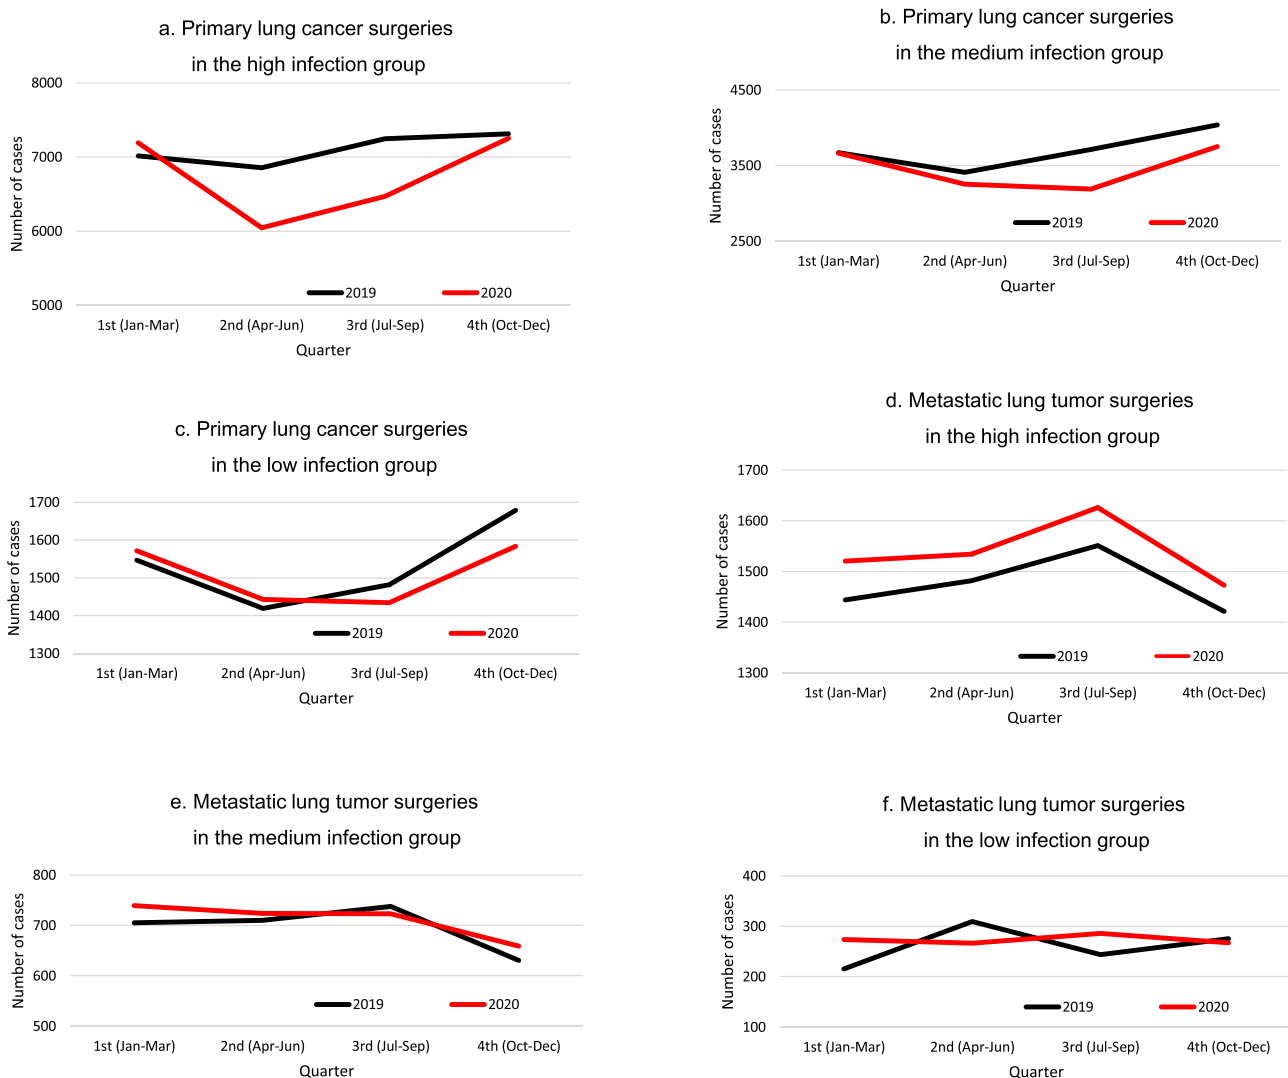 a. Primary lung cancer surgeries
in the high infection group
8000
7000
6000
5000
Number of cases
2019
2020
1st (Jan-Mar)
2nd (Apr-Jun)
3rd (Jul-Sep)
4th (Oct-Dec)
Quarter
b. Primary lung cancer surgeries
in the medium infection group
4500
3500
2500
Number of cases
2019
2020
1st (Jan-Mar)
2nd (Apr-Jun)
3rd (Jul-Sep)
4th (Oct-Dec)
Quarter
c. Primary lung cancer surgeries
in the low infection group
1700
1600
1500
1400
1300
Number of cases
2019
2020
1st (Jan-Mar)
2nd (Apr-Jun)
3rd (Jul-Sep)
4th (Oct-Dec)
Quarter
d. Metastatic lung tumor surgeries
in the high infection group
1700
1600
1500
1400
1300
Number of cases
2019
2020
1st (Jan-Mar)
2nd (Apr-Jun)
3rd (Jul-Sep)
4th (Oct-Dec)
Quarter
e. Metastatic lung tumor surgeries
in the medium infection group
800
700
600
500
Number of cases
2019
2020
1st (Jan-Mar)
2nd (Apr-Jun)
3rd (Jul-Sep)
4th (Oct-Dec)
Quarter
f. Metastatic lung tumor surgeries
in the low infection group
400
300
200
100
Number of cases
2019
2020
1st (Jan-Mar)
2nd (Apr-Jun)
3rd (Jul-Sep)
4th (Oct-Dec)
Quarter